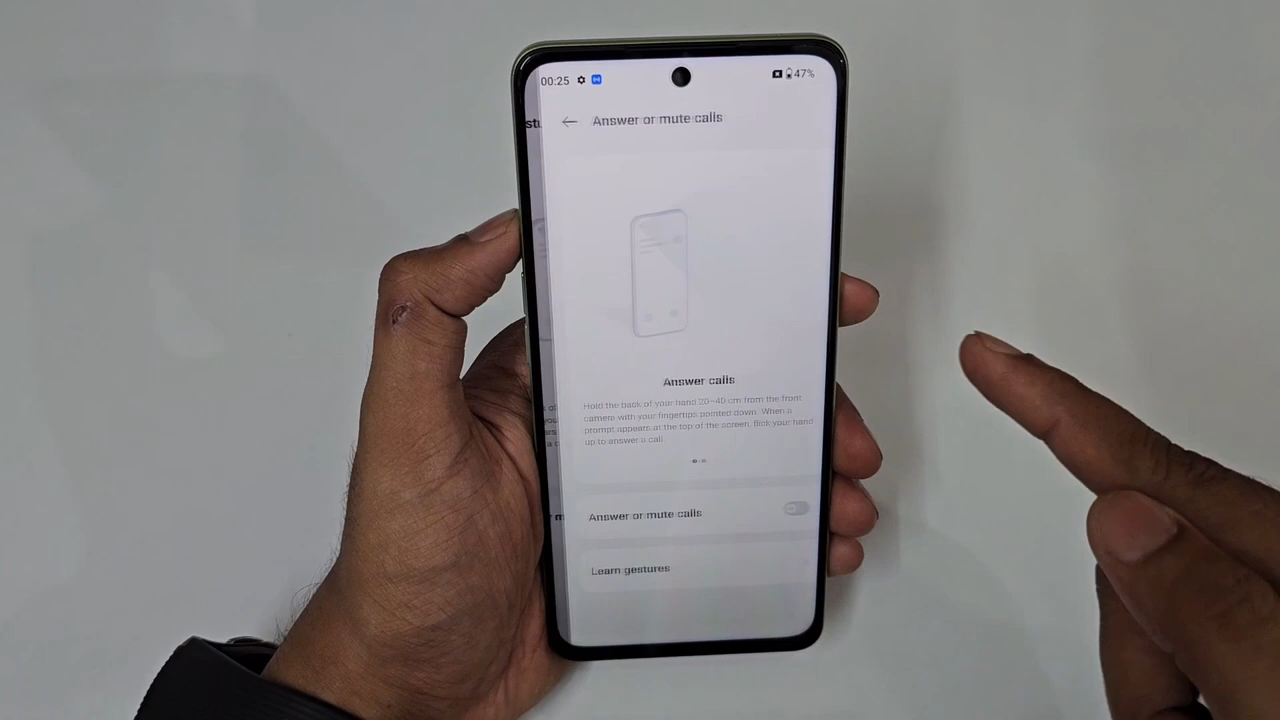 00:25 47%
Answer or mute calls
Answer calls
Hold the back of your hand 20–40 cm from the front
camera with your fingertips pointed down. When a
prompt appears at the top of the screen, flick your hand
up to answer a call.
Answer or mute calls
Learn gestures